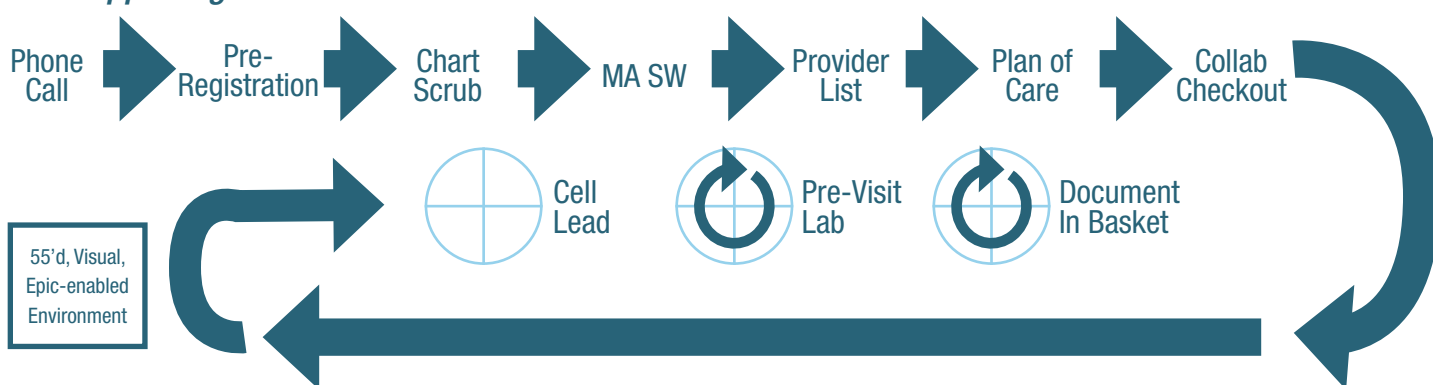 Phone
Call
Pre-
Registration
Chart
Scrub
MA SW
Provider
List
Plan of
Care
Collab
Checkout
Cell
Lead
Pre-Visit
Lab
Document
In Basket
55'd, Visual,
Epic-enabled
Environment